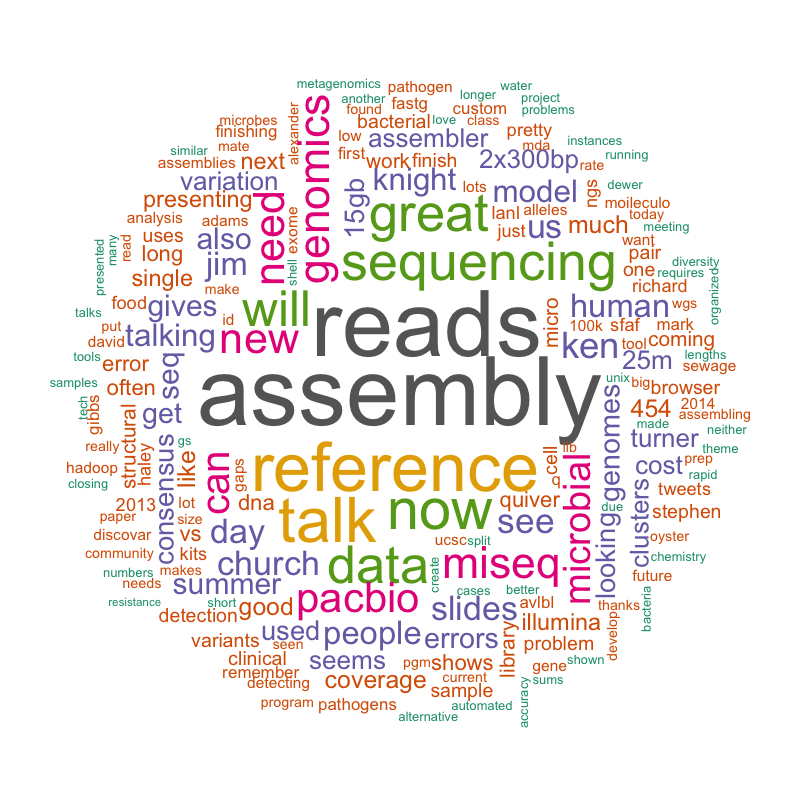 metagenomics
pathogen
water
another
longer
project
microbes
alexander
found
fastg
custom
problems
finishing
bacterial
love
class
mate
genomics
low
assembler
pretty
instances
similar
first
mda
running
assemblies
next
work
finish
2x300bp
rate
variation
knight
lots
model
ngs
dewer
presenting
need
15gb
great
lanl
alleles
moileculo
analysis
adams
exome
just
us
much
today
uses
also
want
meeting
presented
many
read
long
shell
sequencing
pair
diversity
single
jim
one
requires
make
richard
organized
wgs
food
gives
id
will
reads
micro
human
talks
put
new
100k
sfaf
mark
david
talking
ken
tool
coming
tools
error
seq
25m
lengths
samples
often
assembly
unix
big
browser
sewage
tech
gibbs
get
454
2014
structural
made
assembling
really
haley
consensus
gs
reference
cell
lib
genomes
turner
neither
theme
hadoop
like
can
gaps
q
microbial
cost
prep
closing
2013
lot
dna
talk
now
quiver
looking
clusters
rapid
tweets
paper
size
see
due
stephen
discovar
vs
day
ucsc
split
oyster
community
kits
church
data
miseq
chemistry
numbers
makes
create
future
needs
summer
pacbio
cases
better
resistance
short
good
slides
avlbl
thanks
bacteria
detection
used
people
errors
library
illumina
develop
variants
seen
problem
clinical
seems
pgm
shows
gene
shown
remember
current
sums
detecting
coverage
sample
accuracy
program
pathogens
automated
alternative